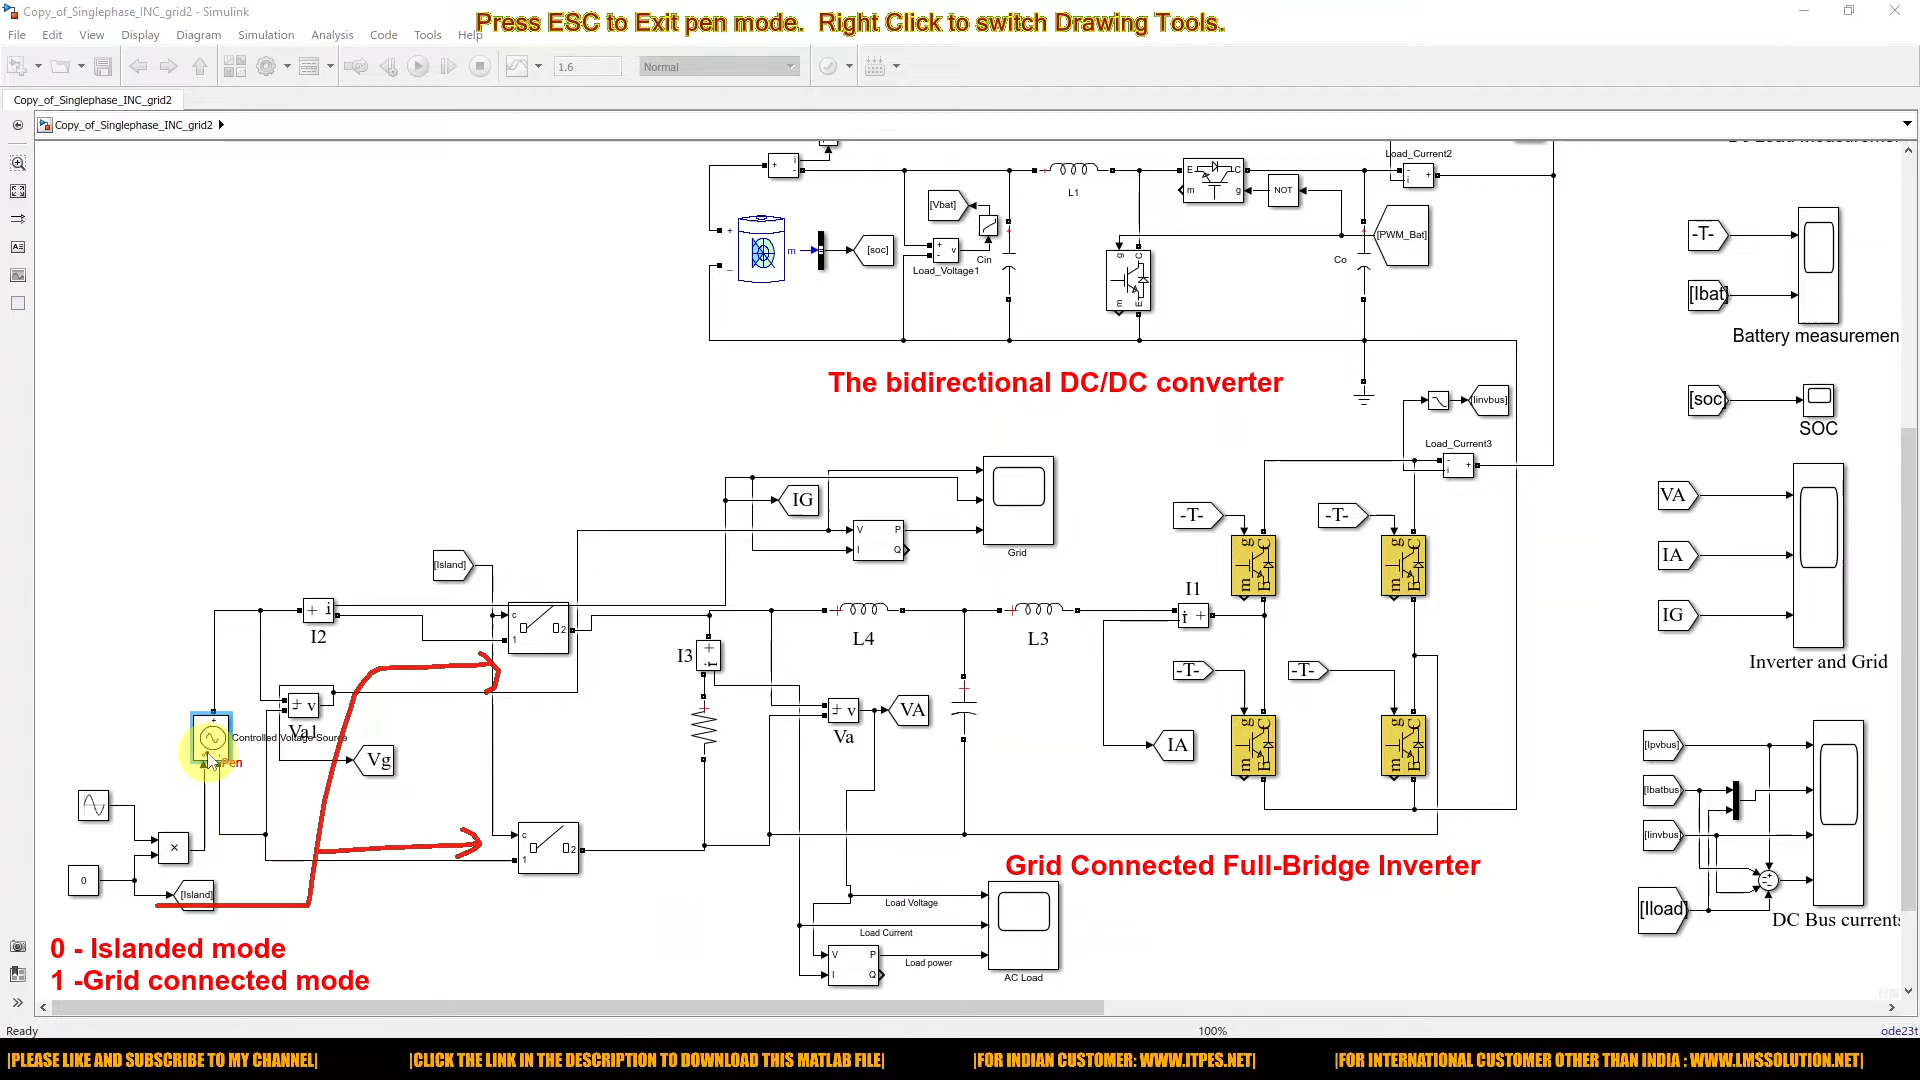 Copy_of_Singlephase_INC_grid2 - Simulink
Press ESC to Exit pen mode. Right Click to switch Drawing Tools.
File Edit View Display Diagram Simulation Analysis Code Tools Help
1.6
Normal
Copy_of_Singlephase_INC_grid2
Copy_of_Singlephase_INC_grid2
Load_Current2
L1
NOT
[Vbat]
[soc]
m
Load_Voltage1
Cin
Co
[PWM_Bat]
-T-
[Ibat]
Battery measuremen
The bidirectional DC/DC converter
[Iinvbus]
Load_Current3
[soc]
SOC
IG
V P
I Q
Grid
-T-
-T-
VA
IA
IG
Inverter and Grid
[Island]
I2
L4
L3
I1
I3
-T-
-T-
Va1
Controlled Voltage Source
Pen
Vg
Va
VA
IA
[Ipvbus]
[Ibatbus]
[Iinvbus]
[Iload]
DC Bus currents
0
×
[Island]
Grid Connected Full-Bridge Inverter
Load Voltage
Load Current
Load power
V P
I Q
AC Load
0 - Islanded mode
1 -Grid connected mode
Ready
100%
ode23t
|PLEASE LIKE AND SUBSCRIBE TO MY CHANNEL| |CLICK THE LINK IN THE DESCRIPTION TO DOWNLOAD THIS MATLAB FILE| |FOR INDIAN CUSTOMER: WWW.ITPES.NET| |FOR INTERNATIONAL CUSTOMER OTHER THAN INDIA : WWW.LMSSOLUTION.NET|